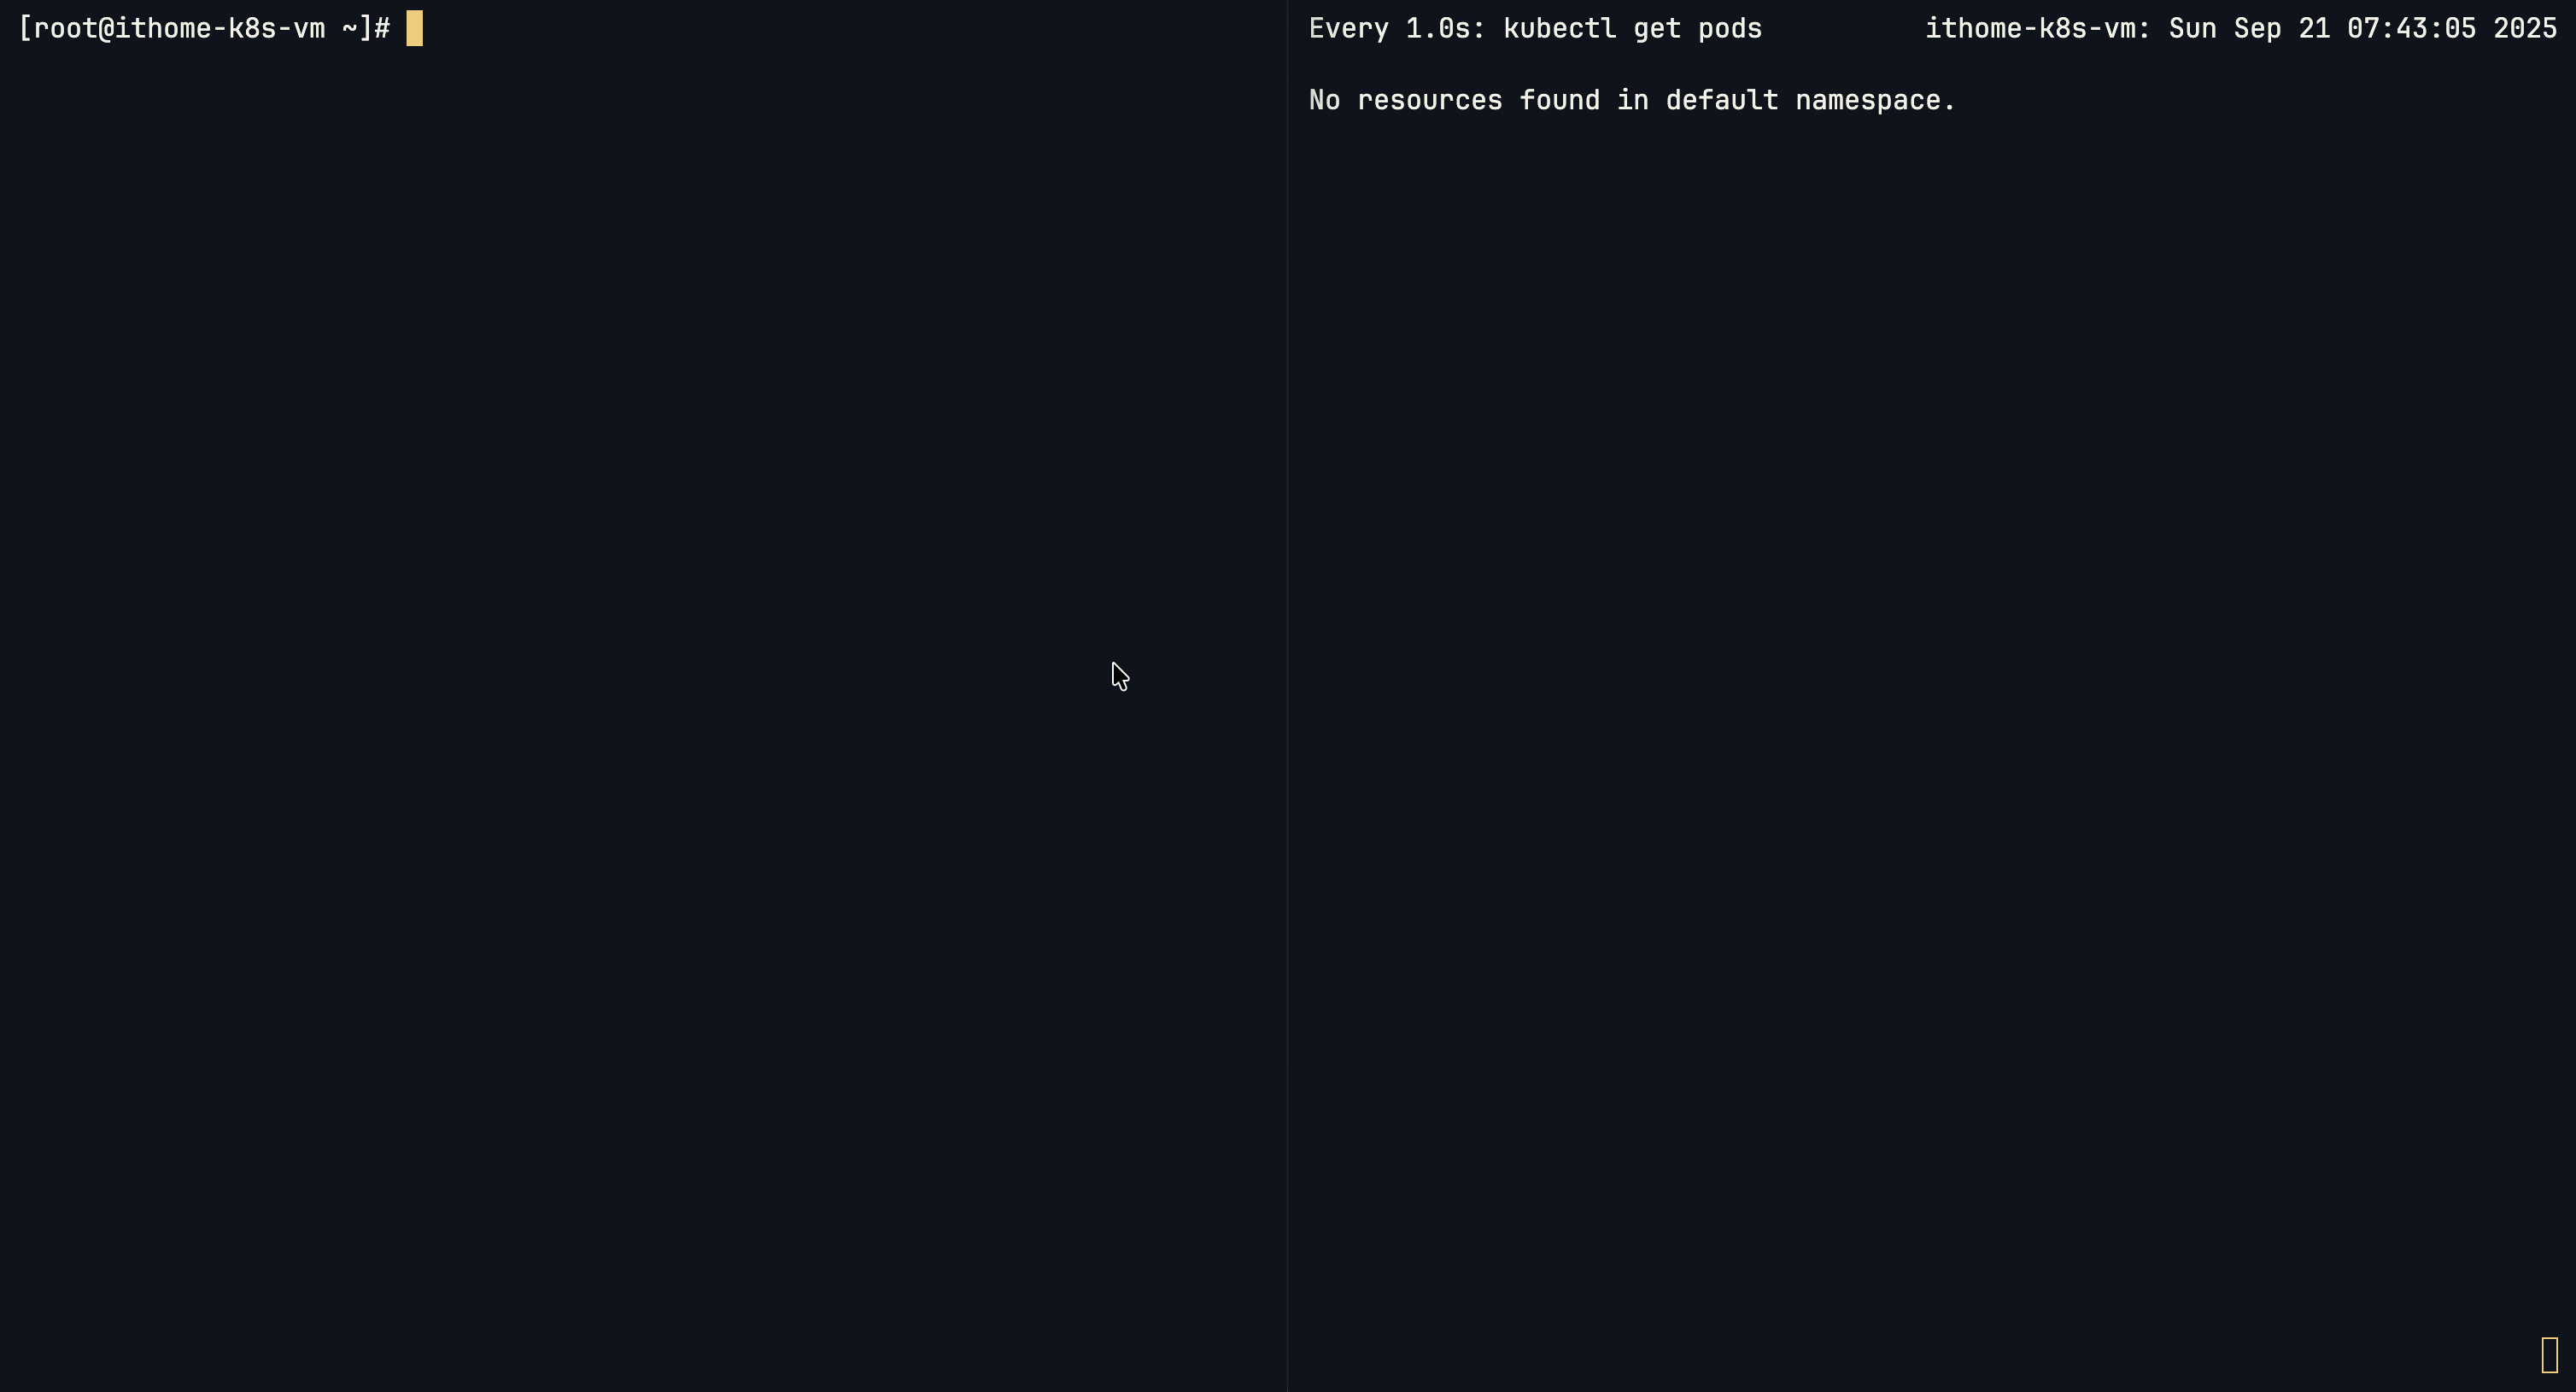 [root@ithome-k8s-vm ~]#
Every 1.0s: kubectl get pods ithome-k8s-vm: Sun Sep 21 07:43:05 2025
No resources found in default namespace.